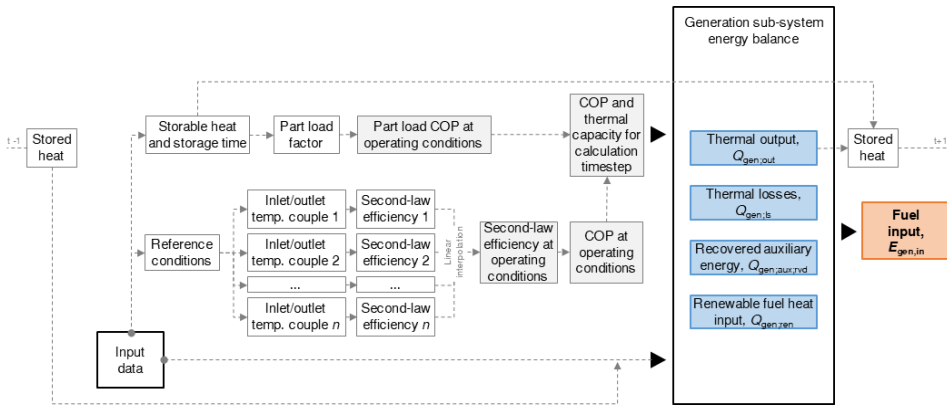 Generation sub-system
energy balance
t -1
Stored
heat
Storable heat
and storage time
Part load
factor
Part load COP at
operating conditions
COP and
thermal
capacity for
calculation
timestep
Thermal output,
Qgen;out
Stored
heat
t+1
Inlet/outlet
temp. couple 1
Second-law
efficiency 1
Thermal losses,
Qgen;ls
Reference
conditions
Inlet/outlet
temp. couple 2
Second-law
efficiency 2
Linear
interpolation
Second-law
efficiency at
operating
conditions
COP at
operating
conditions
Recovered auxiliary
energy, Qgen;aux;rvd
Fuel
input,
Egen,in
...
...
Inlet/outlet
temp. couple n
Second-law
efficiency n
Renewable fuel heat
input, Qgen;ren
Input
data